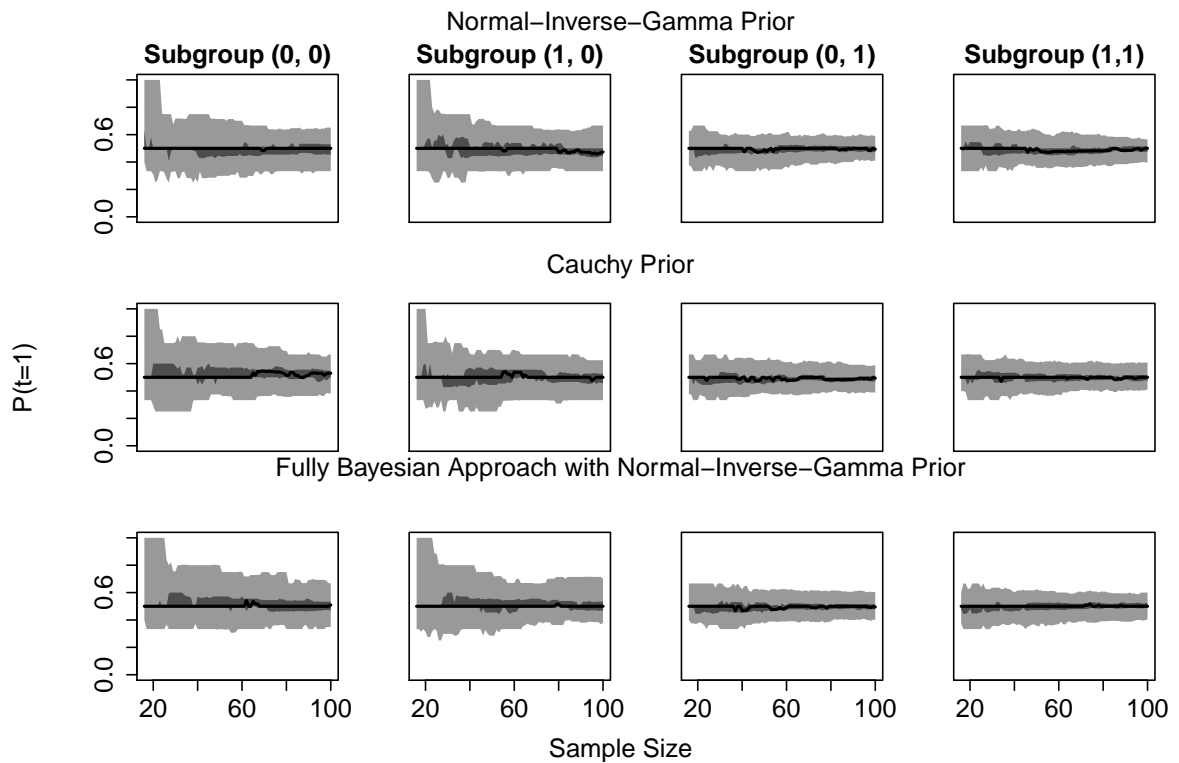 Normal−Inverse−Gamma Prior
Subgroup (0, 0) Subgroup (1, 0) Subgroup (0, 1) Subgroup (1,1)
0.6
0.0
Cauchy Prior
0.6
0.0
P(t=1)
Fully Bayesian Approach with Normal−Inverse−Gamma Prior
0.6
0.0
20 60 100 20 60 100 20 60 100 20 60 100
Sample Size